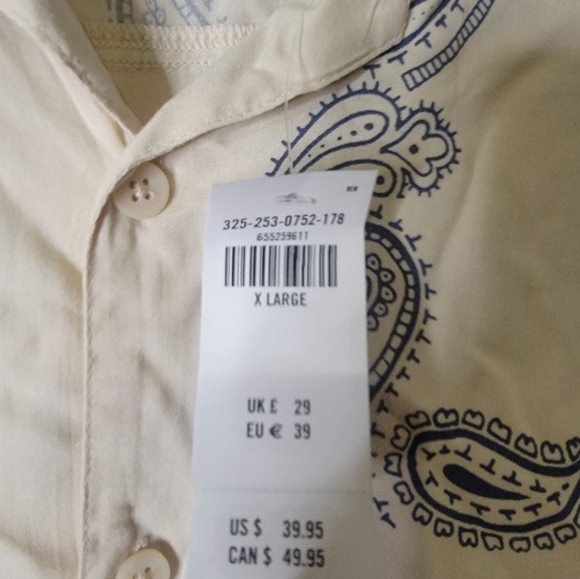 325-253-0752-178
655259611
X LARGE
UK £ 29
EU € 39
US $ 39.95
CAN $ 49.95